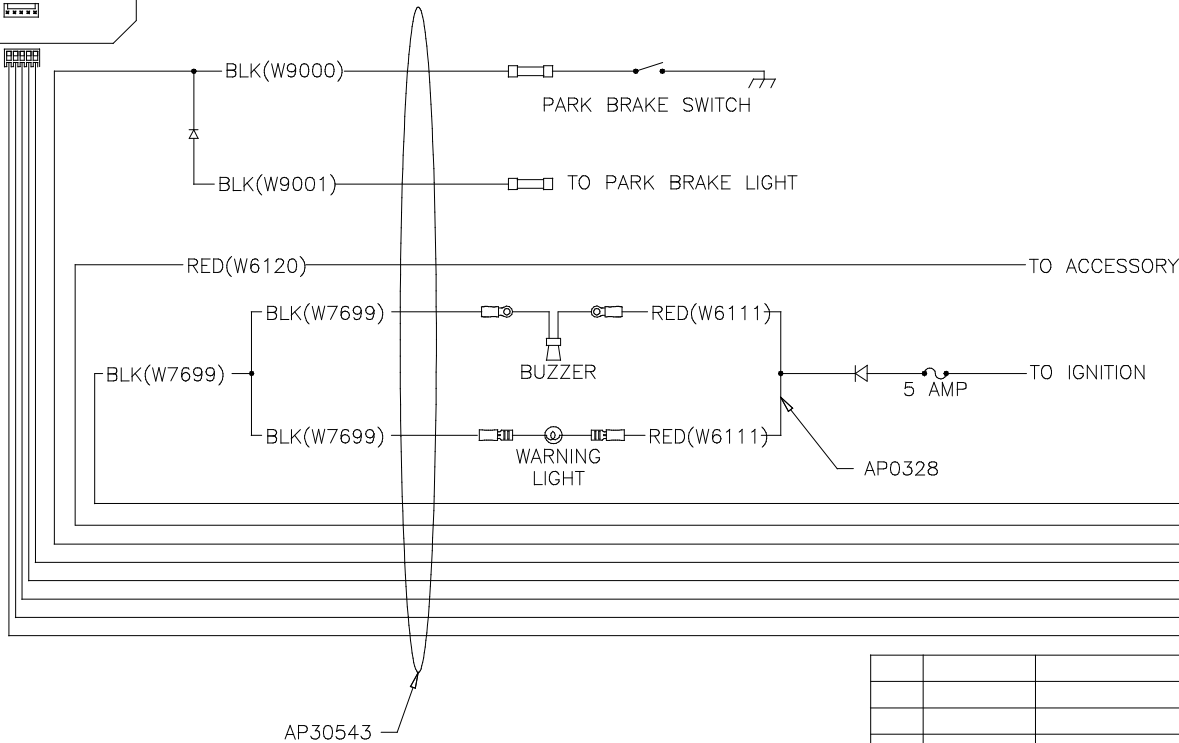 BLK(W9000)
PARK BRAKE SWITCH
BLK(W9001)
TO PARK BRAKE LIGHT
RED(W6120)
TO ACCESSORY
BLK(W7699)
RED(W6111)
BUZZER
BLK(W7699)
TO IGNITION
5 AMP
BLK(W7699)
RED(W6111)
WARNING
LIGHT
AP0328
AP30543